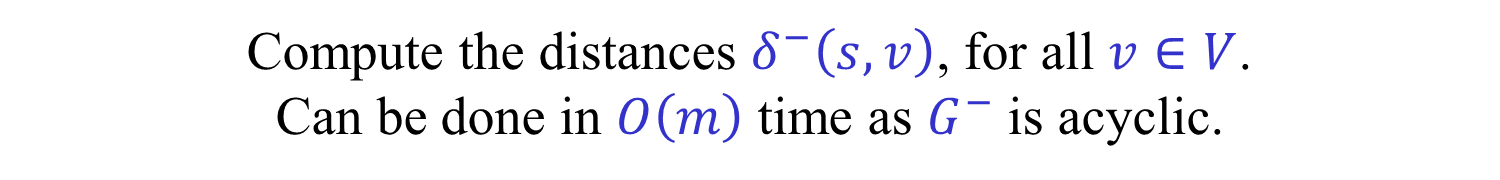 Compute the distances δ⁻(s, v), for all v ∈ V.
Can be done in O(m) time as G⁻ is acyclic.